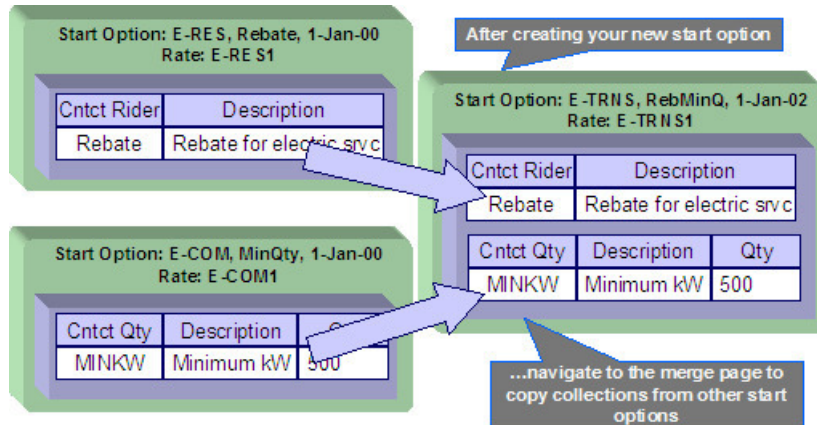 Start Option: E-RES, Rebate, 1-Jan-00
Rate: E-RES1
Cntct Rider Description
Rebate Rebate for electric srvc
Start Option: E-COM, MinQty, 1-Jan-00
Rate: E-COM1
Cntct Qty Description
MINKW Minimum kW 500
After creating your new start option
Start Option: E-TRNS, RebMinQ, 1-Jan-02
Rate: E-TRNS1
Cntct Rider Description
Rebate Rebate for electric srvc
Cntct Qty Description Qty
MINKW Minimum kW 500
...navigate to the merge page to
copy collections from other start
options